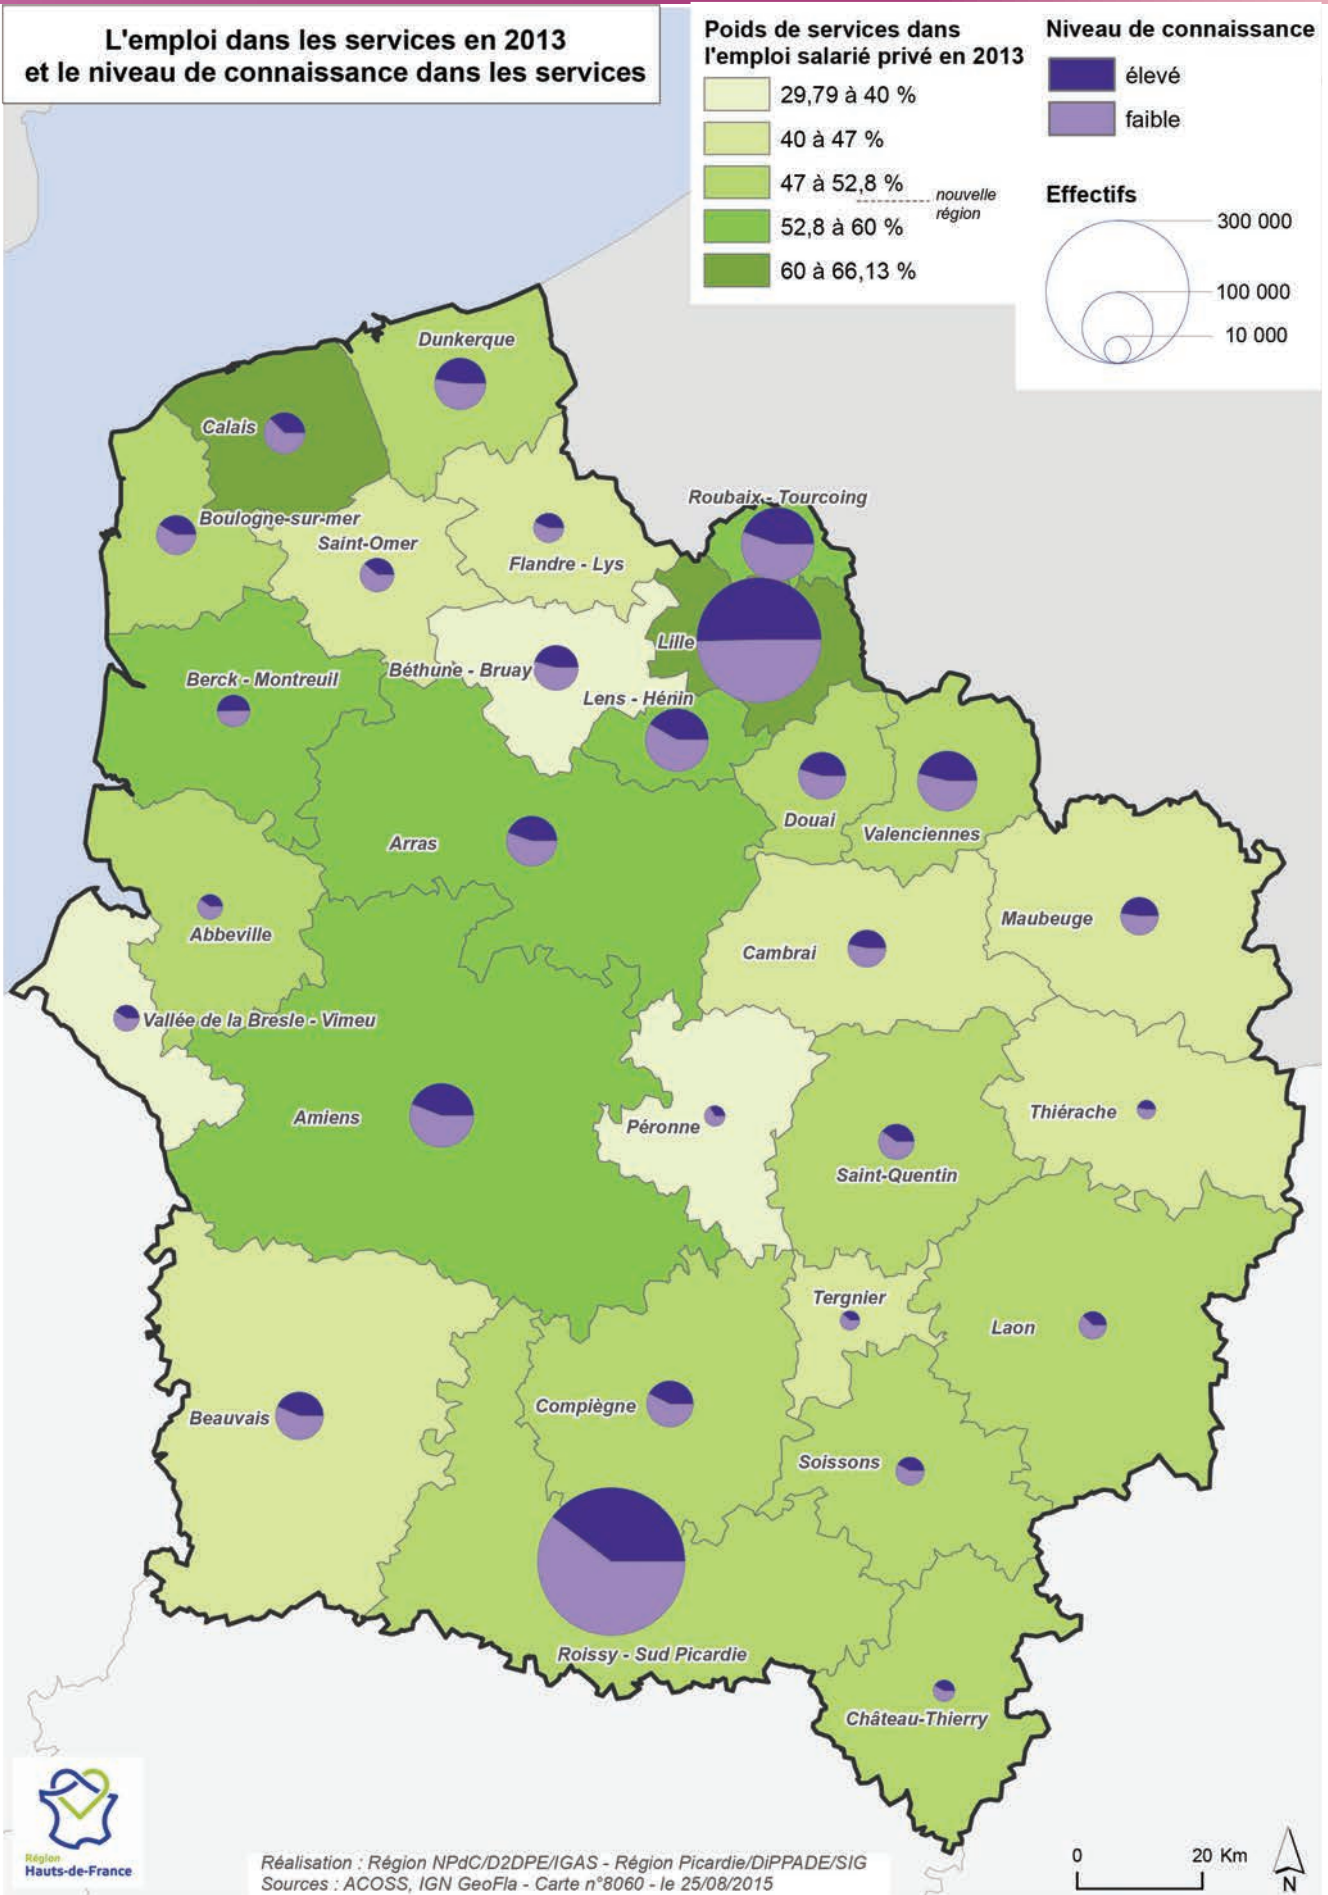 L'emploi dans les services en 2013
et le niveau de connaissance dans les services
Poids de services dans
l'emploi salarié privé en 2013
29,79 à 40 %
40 à 47 %
47 à 52,8 %
52,8 à 60 %
60 à 66,13 %
nouvelle
région
Niveau de connaissance
élevé
faible
Effectifs
300 000
100 000
10 000
Dunkerque
Calais
Roubaix - Tourcoing
Boulogne-sur-mer
Saint-Omer
Flandre - Lys
Lille
Béthune - Bruay
Berck - Montreuil
Lens - Hénin
Douai
Valenciennes
Arras
Maubeuge
Abbeville
Cambrai
Vallée de la Bresle - Vimeu
Amiens
Péronne
Thiérache
Saint-Quentin
Tergnier
Laon
Compiègne
Beauvais
Soissons
Roissy - Sud Picardie
Château-Thierry
Région
Hauts-de-France
Réalisation : Région NPdC/D2DPE/IGAS - Région Picardie/DiPPADE/SIG
Sources : ACOSS, IGN GeoFla - Carte n°8060 - le 25/08/2015
0 20 Km
N